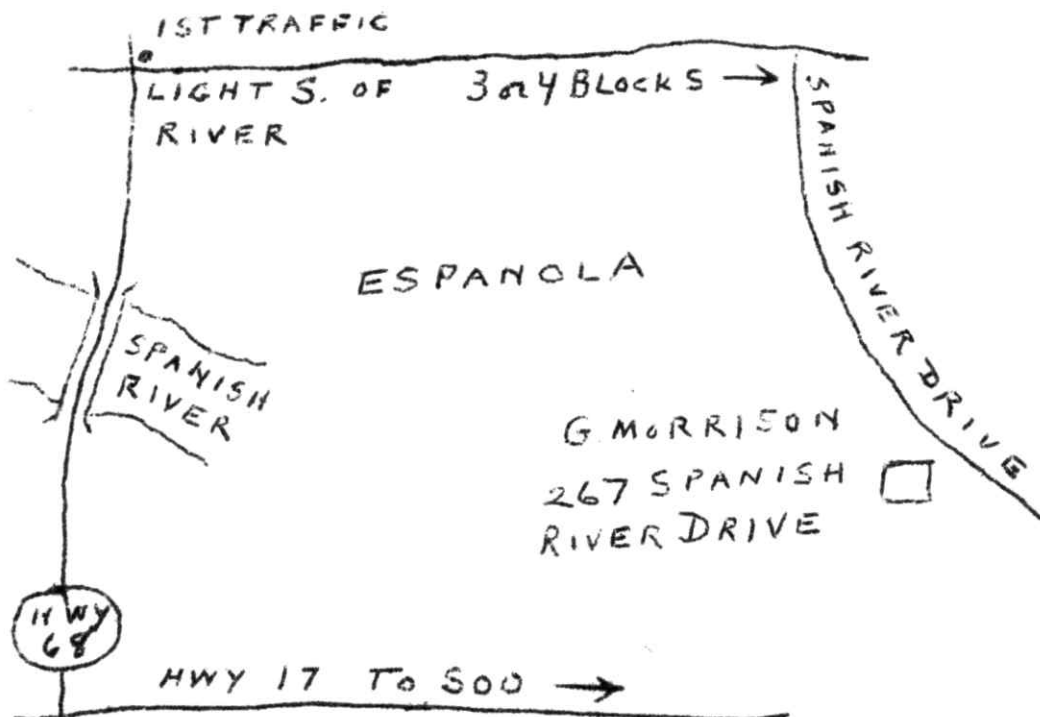 1ST TRAFFIC
LIGHT S. OF
RIVER
3 or 4 BLOCKS
SPANISH RIVER DRIVE
ESPANOLA
SPANISH
RIVER
G. MORRISON
267 SPANISH
RIVER DRIVE
HWY
68
HWY 17 TO SOO